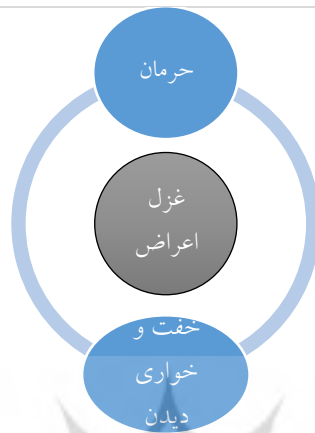 حرمان
غزل
اعراض
خفت و
خواری
دیدن